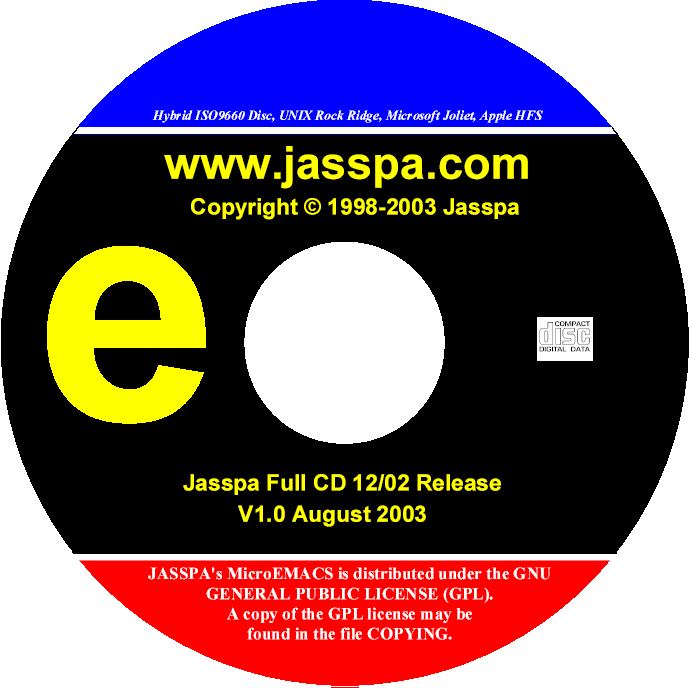 Hybrid ISO9660 Disc, UNIX Rock Ridge, Microsoft Joliet, Apple HFS
www.jasspa.com
Copyright © 1998-2003 Jasspa
e
COMPACT
disc
DIGITAL DATA
Jasspa Full CD 12/02 Release
V1.0 August 2003
JASSPA's MicroEMACS is distributed under the GNU
GENERAL PUBLIC LICENSE (GPL).
A copy of the GPL license may be
found in the file COPYING.